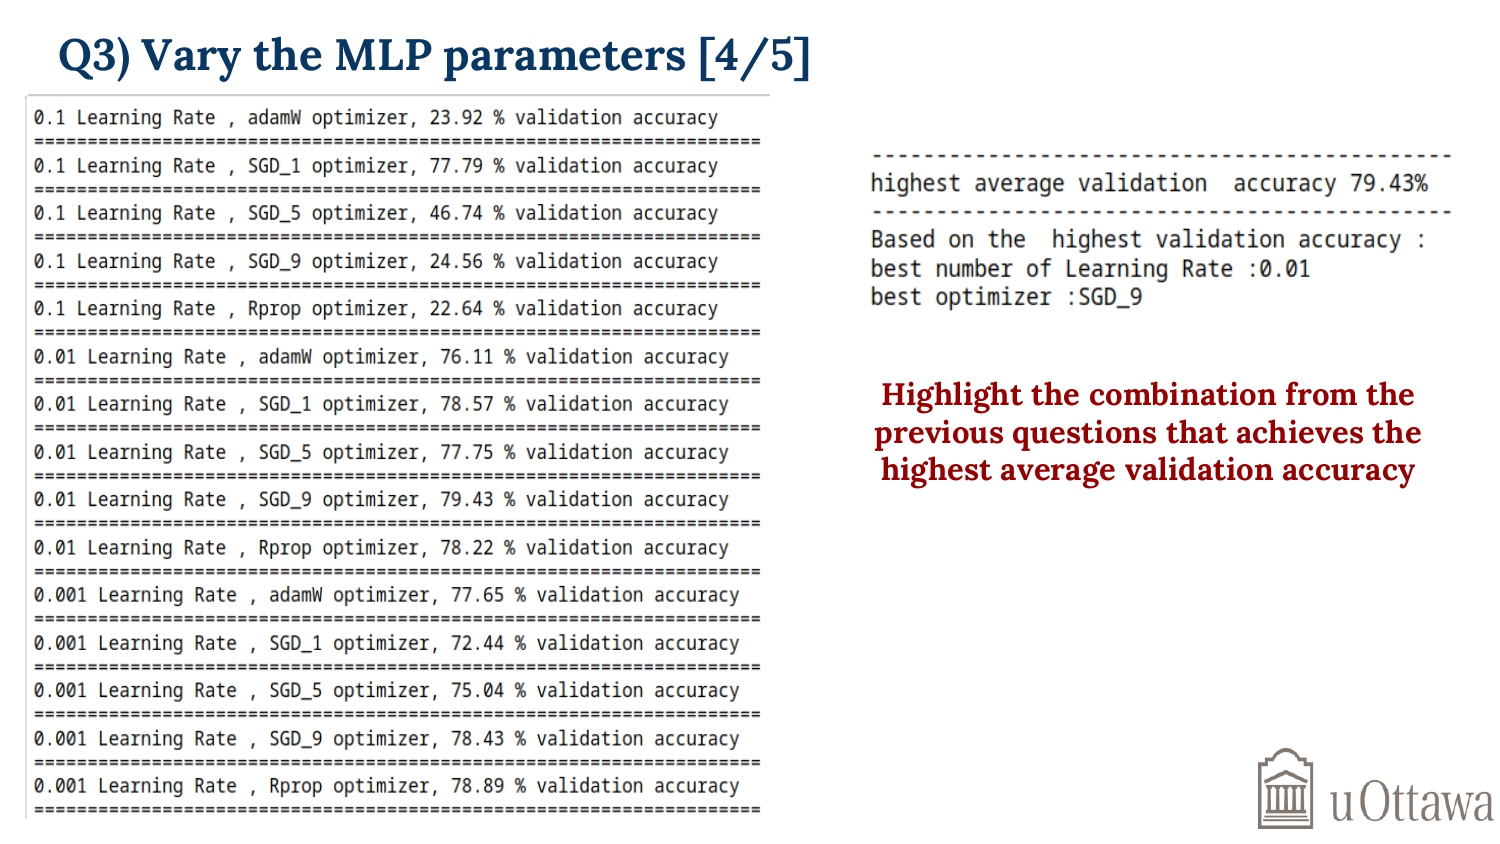 Q3) Vary the MLP parameters [4/5]
0.1 Learning Rate , adamW optimizer, 23.92 % validation accuracy
====================================================================
0.1 Learning Rate , SGD_1 optimizer, 77.79 % validation accuracy
====================================================================
0.1 Learning Rate , SGD_5 optimizer, 46.74 % validation accuracy
====================================================================
0.1 Learning Rate , SGD_9 optimizer, 24.56 % validation accuracy
====================================================================
0.1 Learning Rate , Rprop optimizer, 22.64 % validation accuracy
====================================================================
0.01 Learning Rate , adamW optimizer, 76.11 % validation accuracy
====================================================================
0.01 Learning Rate , SGD_1 optimizer, 78.57 % validation accuracy
====================================================================
0.01 Learning Rate , SGD_5 optimizer, 77.75 % validation accuracy
====================================================================
0.01 Learning Rate , SGD_9 optimizer, 79.43 % validation accuracy
====================================================================
0.01 Learning Rate , Rprop optimizer, 78.22 % validation accuracy
====================================================================
0.001 Learning Rate , adamW optimizer, 77.65 % validation accuracy
====================================================================
0.001 Learning Rate , SGD_1 optimizer, 72.44 % validation accuracy
====================================================================
0.001 Learning Rate , SGD_5 optimizer, 75.04 % validation accuracy
====================================================================
0.001 Learning Rate , SGD_9 optimizer, 78.43 % validation accuracy
====================================================================
0.001 Learning Rate , Rprop optimizer, 78.89 % validation accuracy
====================================================================
---------------------------------------------
highest average validation  accuracy 79.43%
---------------------------------------------
Based on the  highest validation accuracy :
best number of Learning Rate :0.01
best optimizer :SGD_9
Highlight the combination from the
previous questions that achieves the
highest average validation accuracy
uOttawa